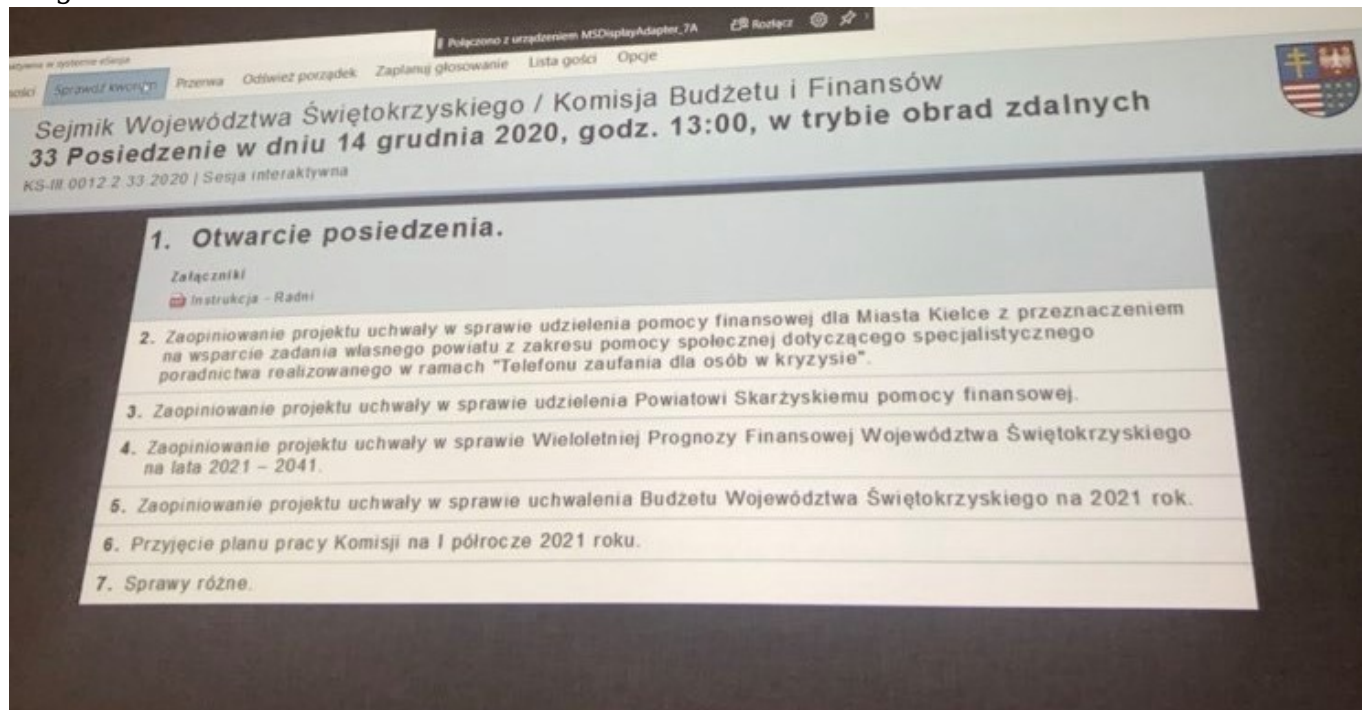 Połączono z urządzeniem MSDisplayAdapter_7A Rozłącz
Sprawdź kworum Przerwa Odśwież porządek Zaplanuj głosowanie Lista gości Opcje
Sejmik Województwa Świętokrzyskiego / Komisja Budżetu i Finansów
33 Posiedzenie w dniu 14 grudnia 2020, godz. 13:00, w trybie obrad zdalnych
KS-III.0012.2.33.2020 | Sesja interaktywna
1. Otwarcie posiedzenia.
Załączniki
Instrukcja - Radni
2. Zaopiniowanie projektu uchwały w sprawie udzielenia pomocy finansowej dla Miasta Kielce z przeznaczeniem
na wsparcie zadania własnego powiatu z zakresu pomocy społecznej dotyczącego specjalistycznego
poradnictwa realizowanego w ramach "Telefonu zaufania dla osób w kryzysie".
3. Zaopiniowanie projektu uchwały w sprawie udzielenia Powiatowi Skarżyskiemu pomocy finansowej.
4. Zaopiniowanie projektu uchwały w sprawie Wieloletniej Prognozy Finansowej Województwa Świętokrzyskiego
na lata 2021 – 2041.
5. Zaopiniowanie projektu uchwały w sprawie uchwalenia Budżetu Województwa Świętokrzyskiego na 2021 rok.
6. Przyjęcie planu pracy Komisji na I półrocze 2021 roku.
7. Sprawy różne.